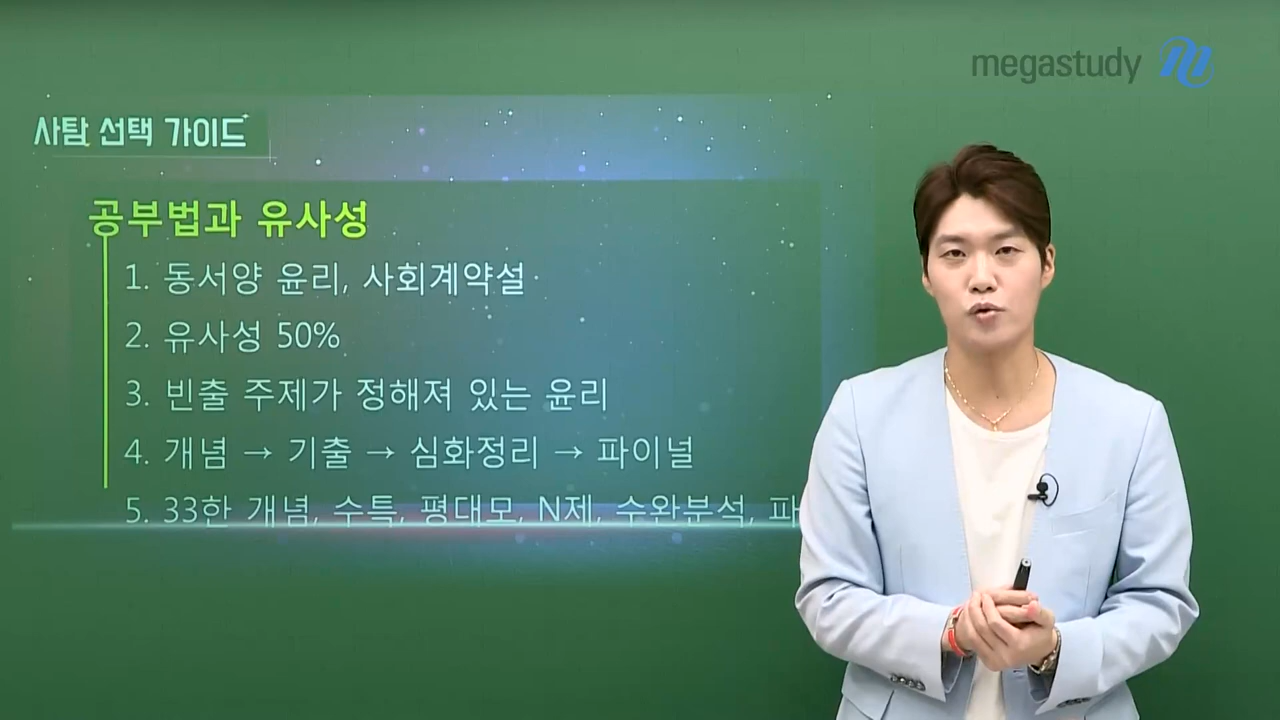 megastudy
사탐 선택 가이드
공부법과 유사성
1. 동서양 윤리, 사회계약설
2. 유사성 50%
3. 빈출 주제가 정해져 있는 윤리
4. 개념 → 기출 → 심화정리 → 파이널
5. 33한 개념, 수특, 평대모, N제, 수완분석, 파